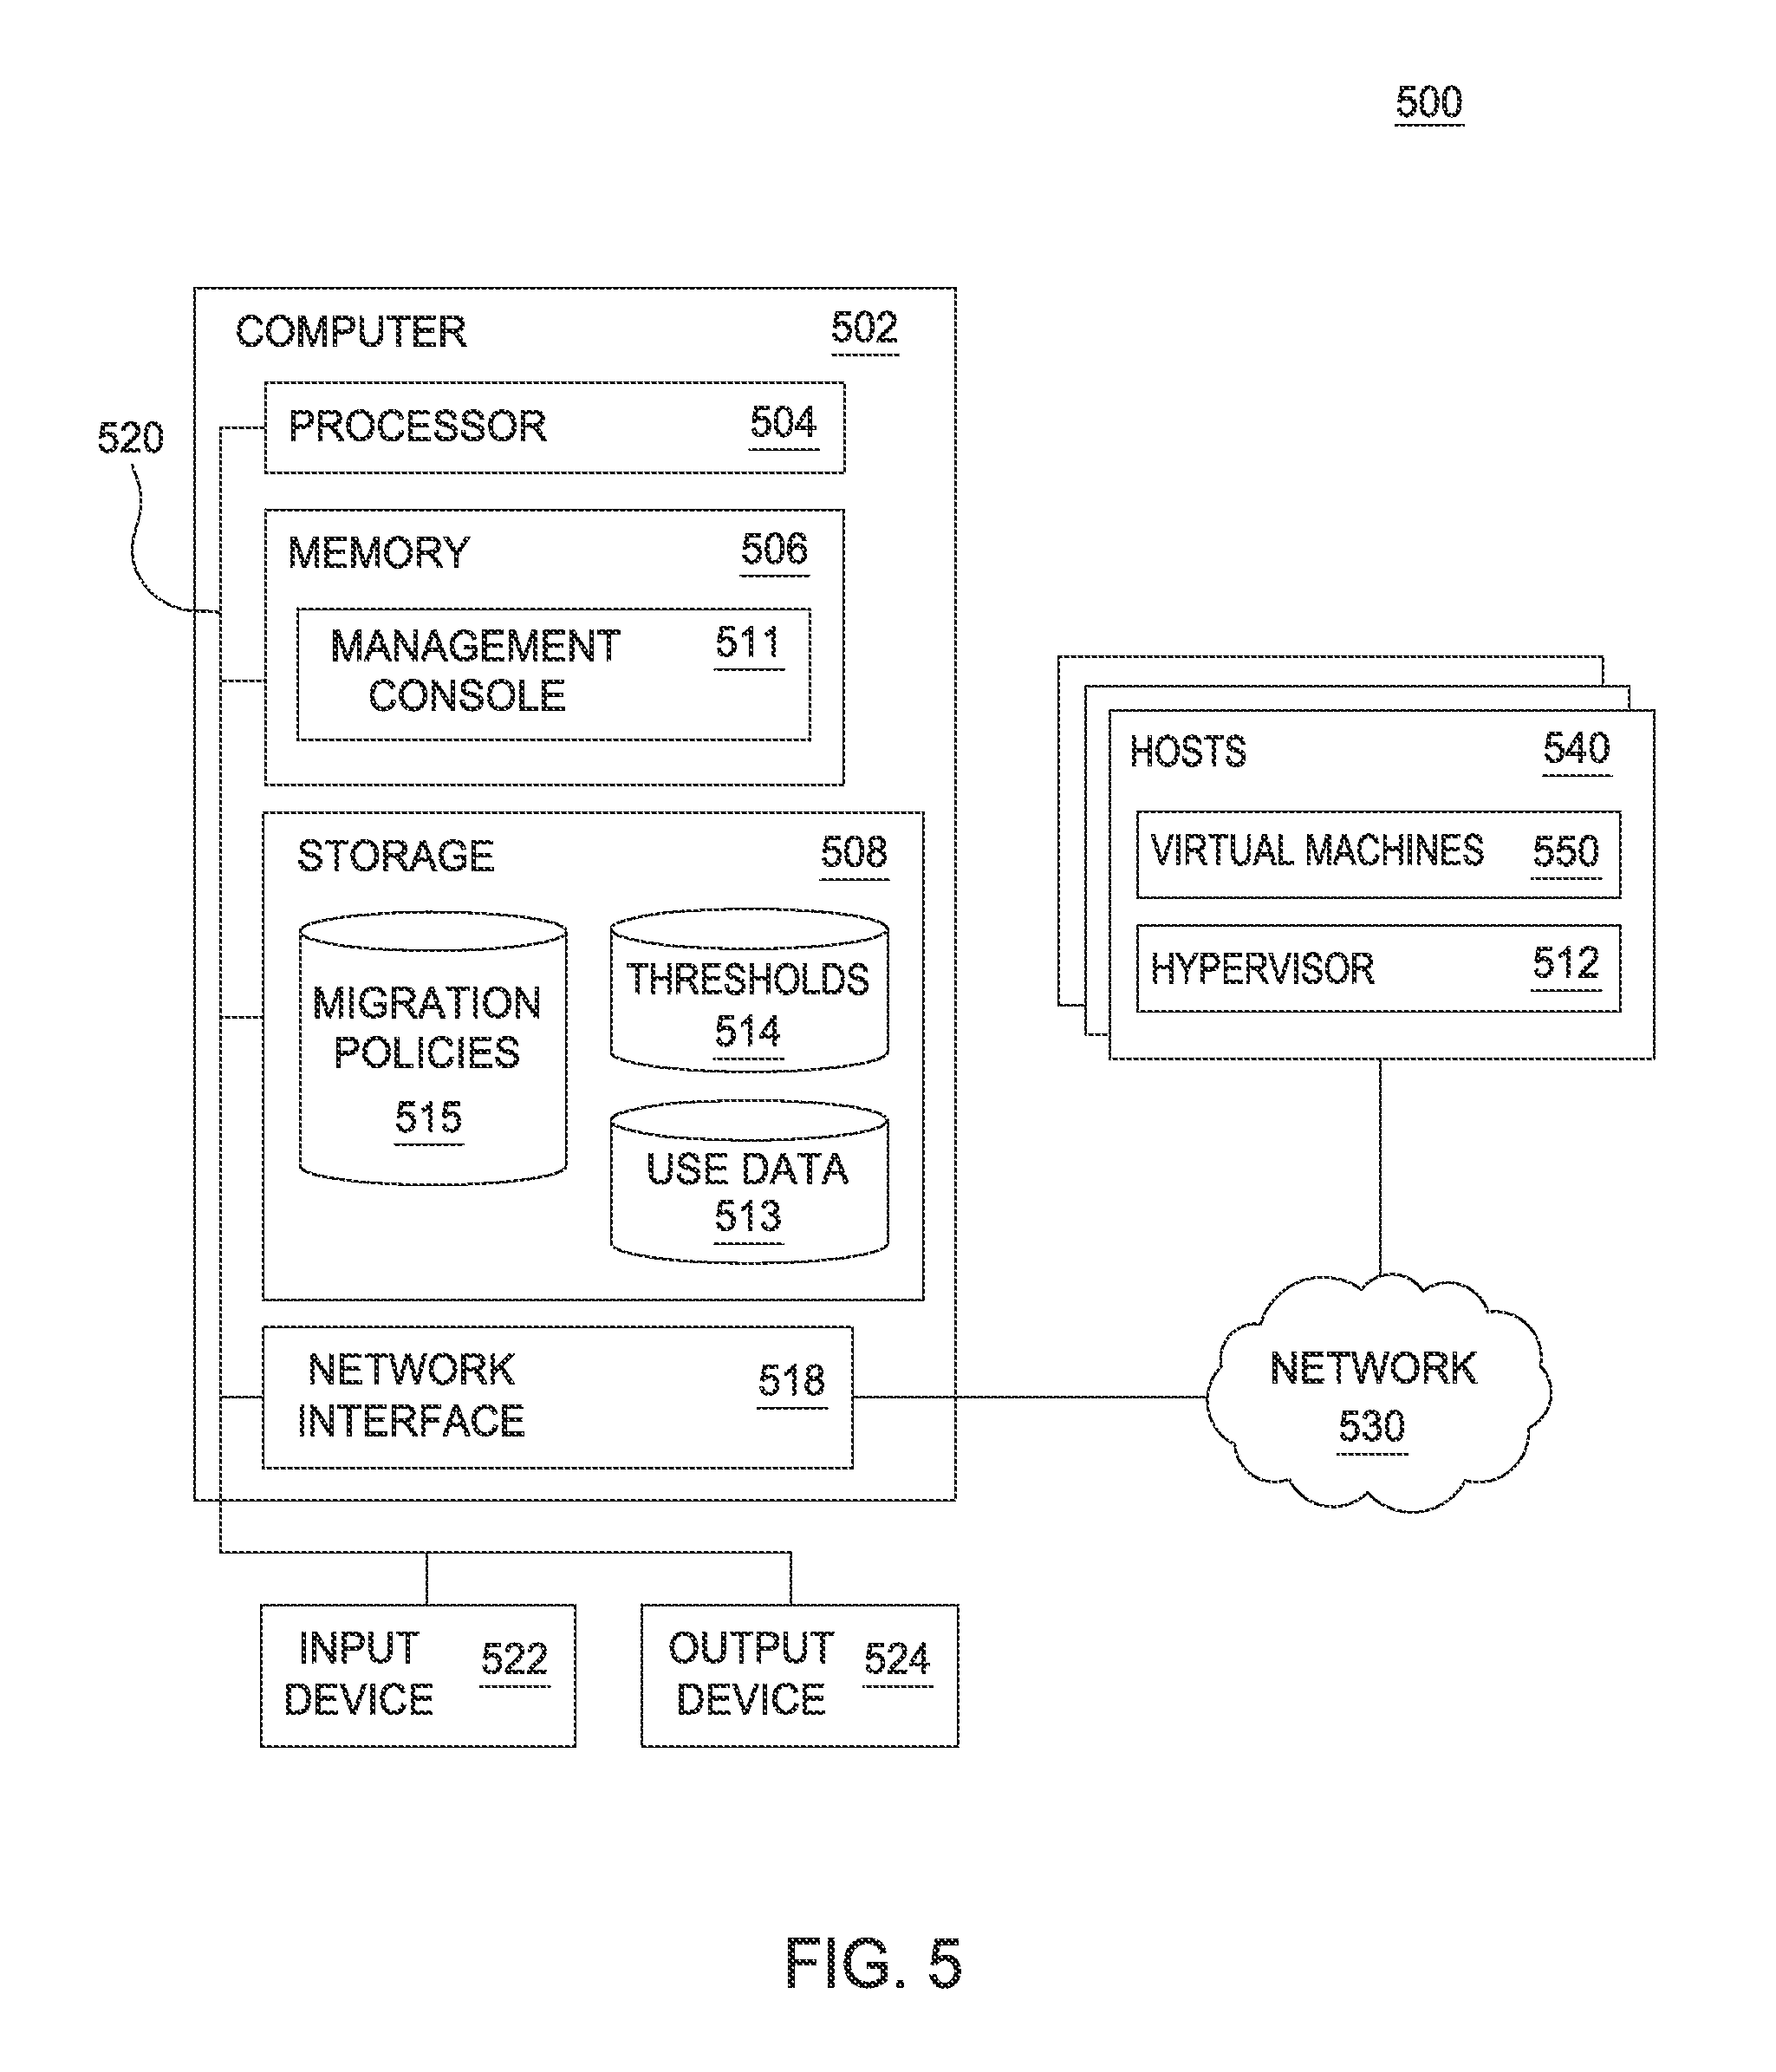 500
COMPUTER 502
PROCESSOR 504
520
MEMORY 506
MANAGEMENT 511
CONSOLE
STORAGE 508
MIGRATION
POLICIES
515
THRESHOLDS
514
USE DATA
513
NETWORK
INTERFACE
518
INPUT
DEVICE
522
OUTPUT
DEVICE
524
HOSTS 540
VIRTUAL MACHINES 550
HYPERVISOR 512
NETWORK
530
FIG. 5